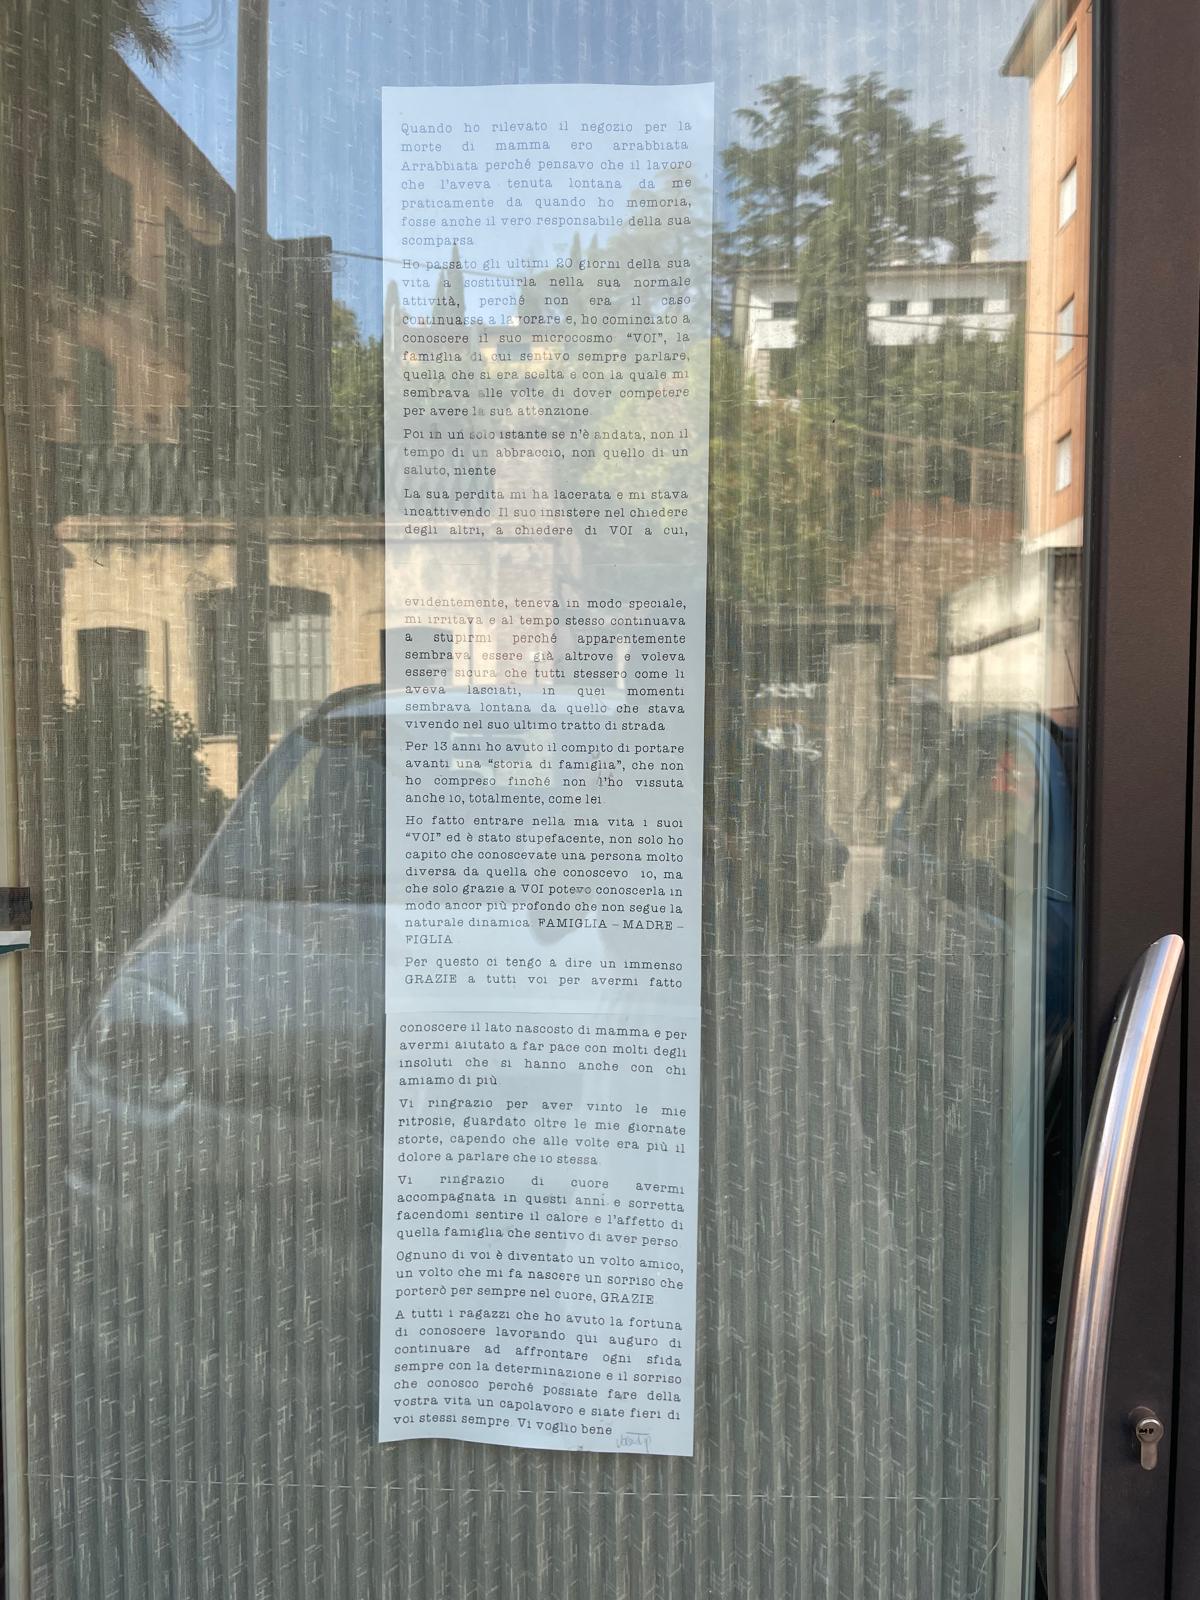 Quando ho rilevato il negozio per la
morte di mamma ero arrabbiata
Arrabbiata perché pensavo che il lavoro
che l'aveva tenuta lontana da me
praticamente da quando ho memoria,
fosse anche il vero responsabile della sua
scomparsa
Ho passato gli ultimi 20 giorni della sua
vita a sostituirla nella sua normale
attività, perché non era il caso
continuasse a lavorare e, ho cominciato a
conoscere il suo microcosmo "VOI", la
famiglia di cui sentivo sempre parlare,
quella che si era scelta e con la quale mi
sembrava alle volte di dover competere
per avere la sua attenzione.
Poi in un solo istante se n'è andata, non il
tempo di un abbraccio, non quello di un
saluto, niente
La sua perdita mi ha lacerata e mi stava
incattivendo. Il suo insistere nel chiedere
degli altri, a chiedere di VOI a cui,
evidentemente, teneva in modo speciale,
mi irritava e al tempo stesso continuava
a stupirmi perché apparentemente
sembrava essere già altrove e voleva
essere sicura che tutti stessero come li
aveva lasciati, in quei momenti
sembrava lontana da quello che stava
vivendo nel suo ultimo tratto di strada
Per 13 anni ho avuto il compito di portare
avanti una "storia di famiglia", che non
ho compreso finché non l'ho vissuta
anche io, totalmente, come lei.
Ho fatto entrare nella mia vita i suoi
"VOI" ed è stato stupefacente, non solo ho
capito che conoscevate una persona molto
diversa da quella che conoscevo io, ma
che solo grazie a VOI potevo conoscerla in
modo ancor più profondo che non segue la
naturale dinamica. FAMIGLIA – MADRE –
FIGLIA
Per questo ci tengo a dire un immenso
GRAZIE a tutti voi per avermi fatto
conoscere il lato nascosto di mamma e per
avermi aiutato a far pace con molti degli
insoluti che si hanno anche con chi
amiamo di più.
Vi ringrazio per aver vinto le mie
ritrosie, guardato oltre le mie giornate
storte, capendo che alle volte era più il
dolore a parlare che io stessa.
Vi ringrazio di cuore avermi
accompagnata in questi anni e sorretta
facendomi sentire il calore e l'affetto di
quella famiglia che sentivo di aver perso.
Ognuno di voi è diventato un volto amico,
un volto che mi fa nascere un sorriso che
porterò per sempre nel cuore, GRAZIE
A tutti i ragazzi che ho avuto la fortuna
di conoscere lavorando qui auguro di
continuare ad affrontare ogni sfida
sempre con la determinazione e il sorriso
che conosco perché possiate fare della
vostra vita un capolavoro e siate fieri di
voi stessi sempre. Vi voglio bene